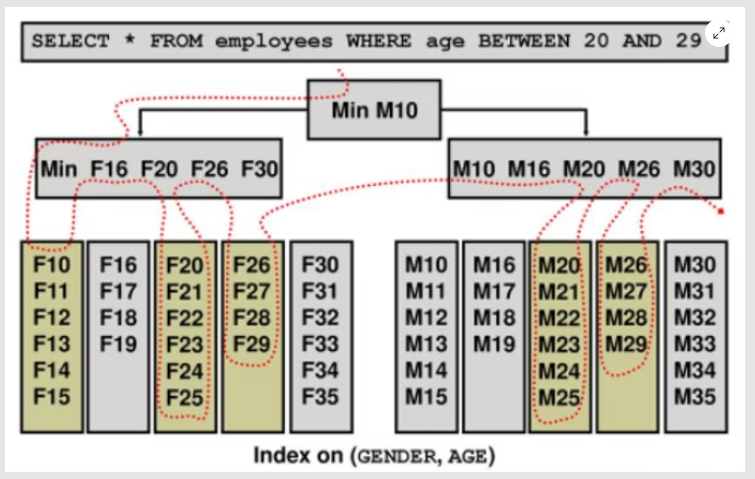 SELECT * FROM employees WHERE age BETWEEN 20 AND 29
Min M10
Min F16 F20 F26 F30
M10 M16 M20 M26 M30
F10
F11
F12
F13
F14
F15
F16
F17
F18
F19
F20
F21
F22
F23
F24
F25
F26
F27
F28
F29
F30
F31
F32
F33
F34
F35
M10
M11
M12
M13
M14
M15
M16
M17
M18
M19
M20
M21
M22
M23
M24
M25
M26
M27
M28
M29
M30
M31
M32
M33
M34
M35
Index on (GENDER, AGE)